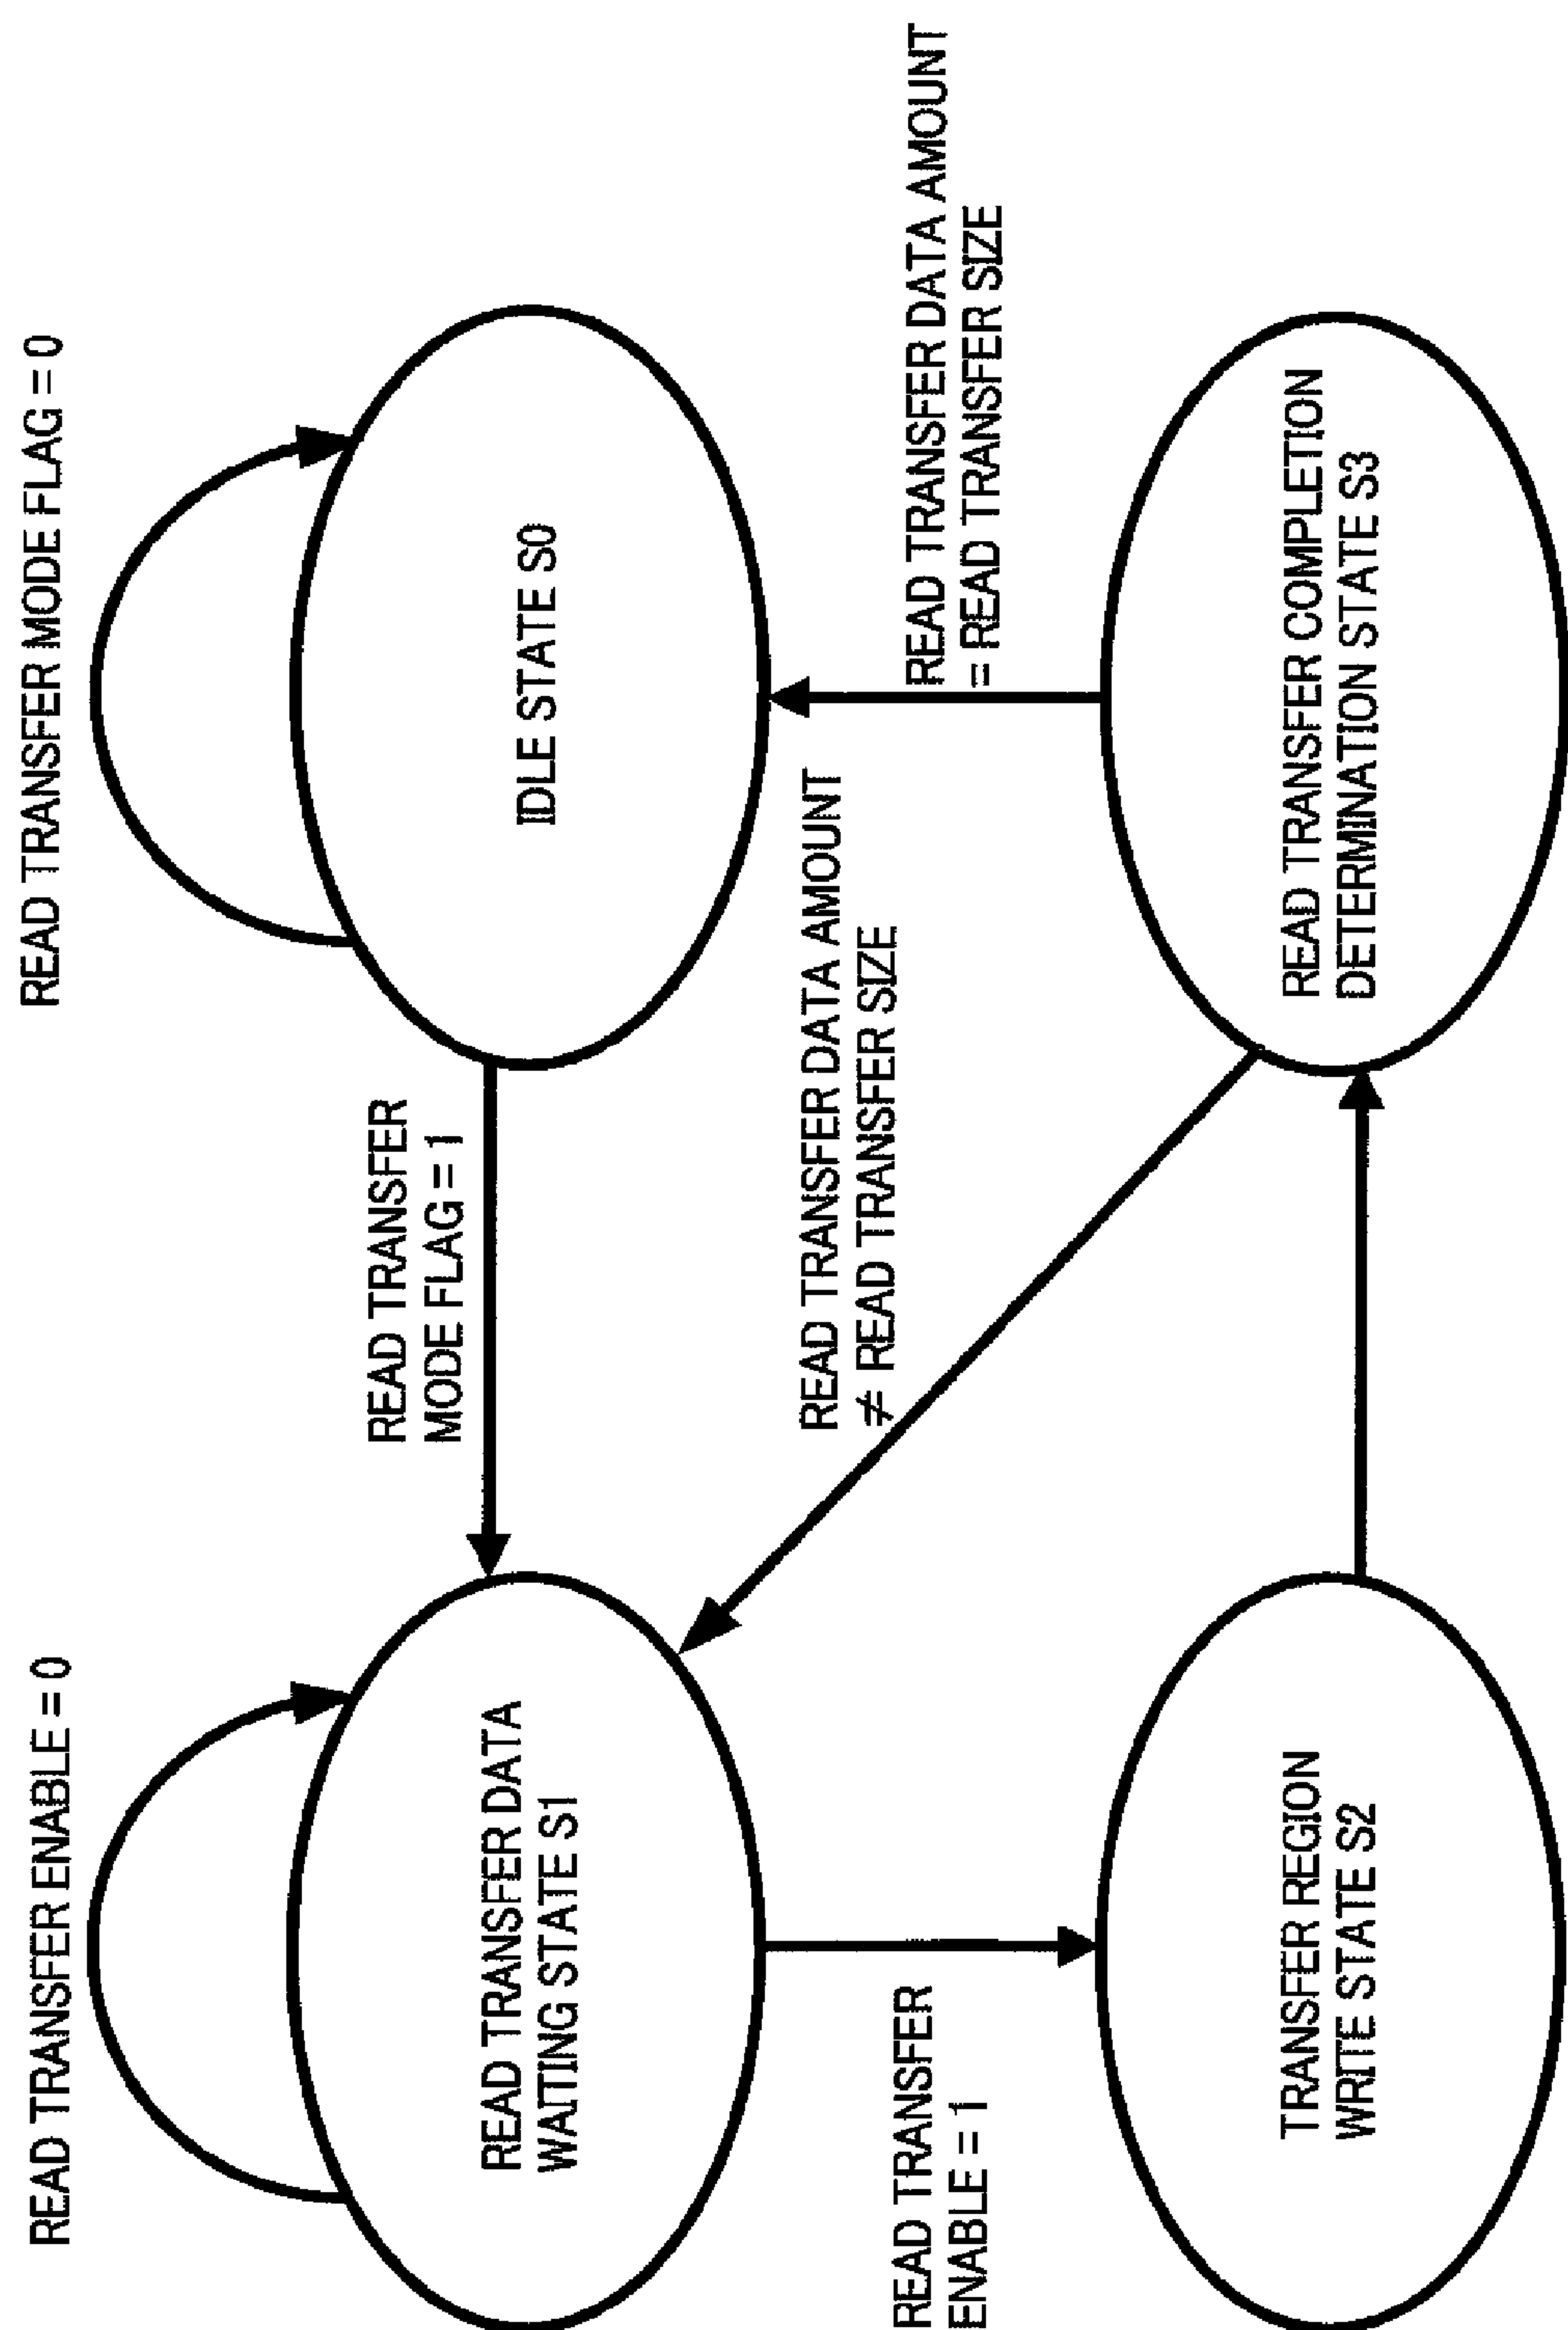 READ TRANSFER ENABLE = 0
READ TRANSFER MODE FLAG = 0
READ TRANSFER
MODE FLAG = 1
READ TRANSFER DATA
WAITING STATE S1
IDLE STATE S0
READ TRANSFER DATA AMOUNT
≠ READ TRANSFER SIZE
READ TRANSFER
ENABLE = 1
READ TRANSFER DATA AMOUNT
= READ TRANSFER SIZE
TRANSFER REGION
WRITE STATE S2
READ TRANSFER COMPLETION
DETERMINATION STATE S3